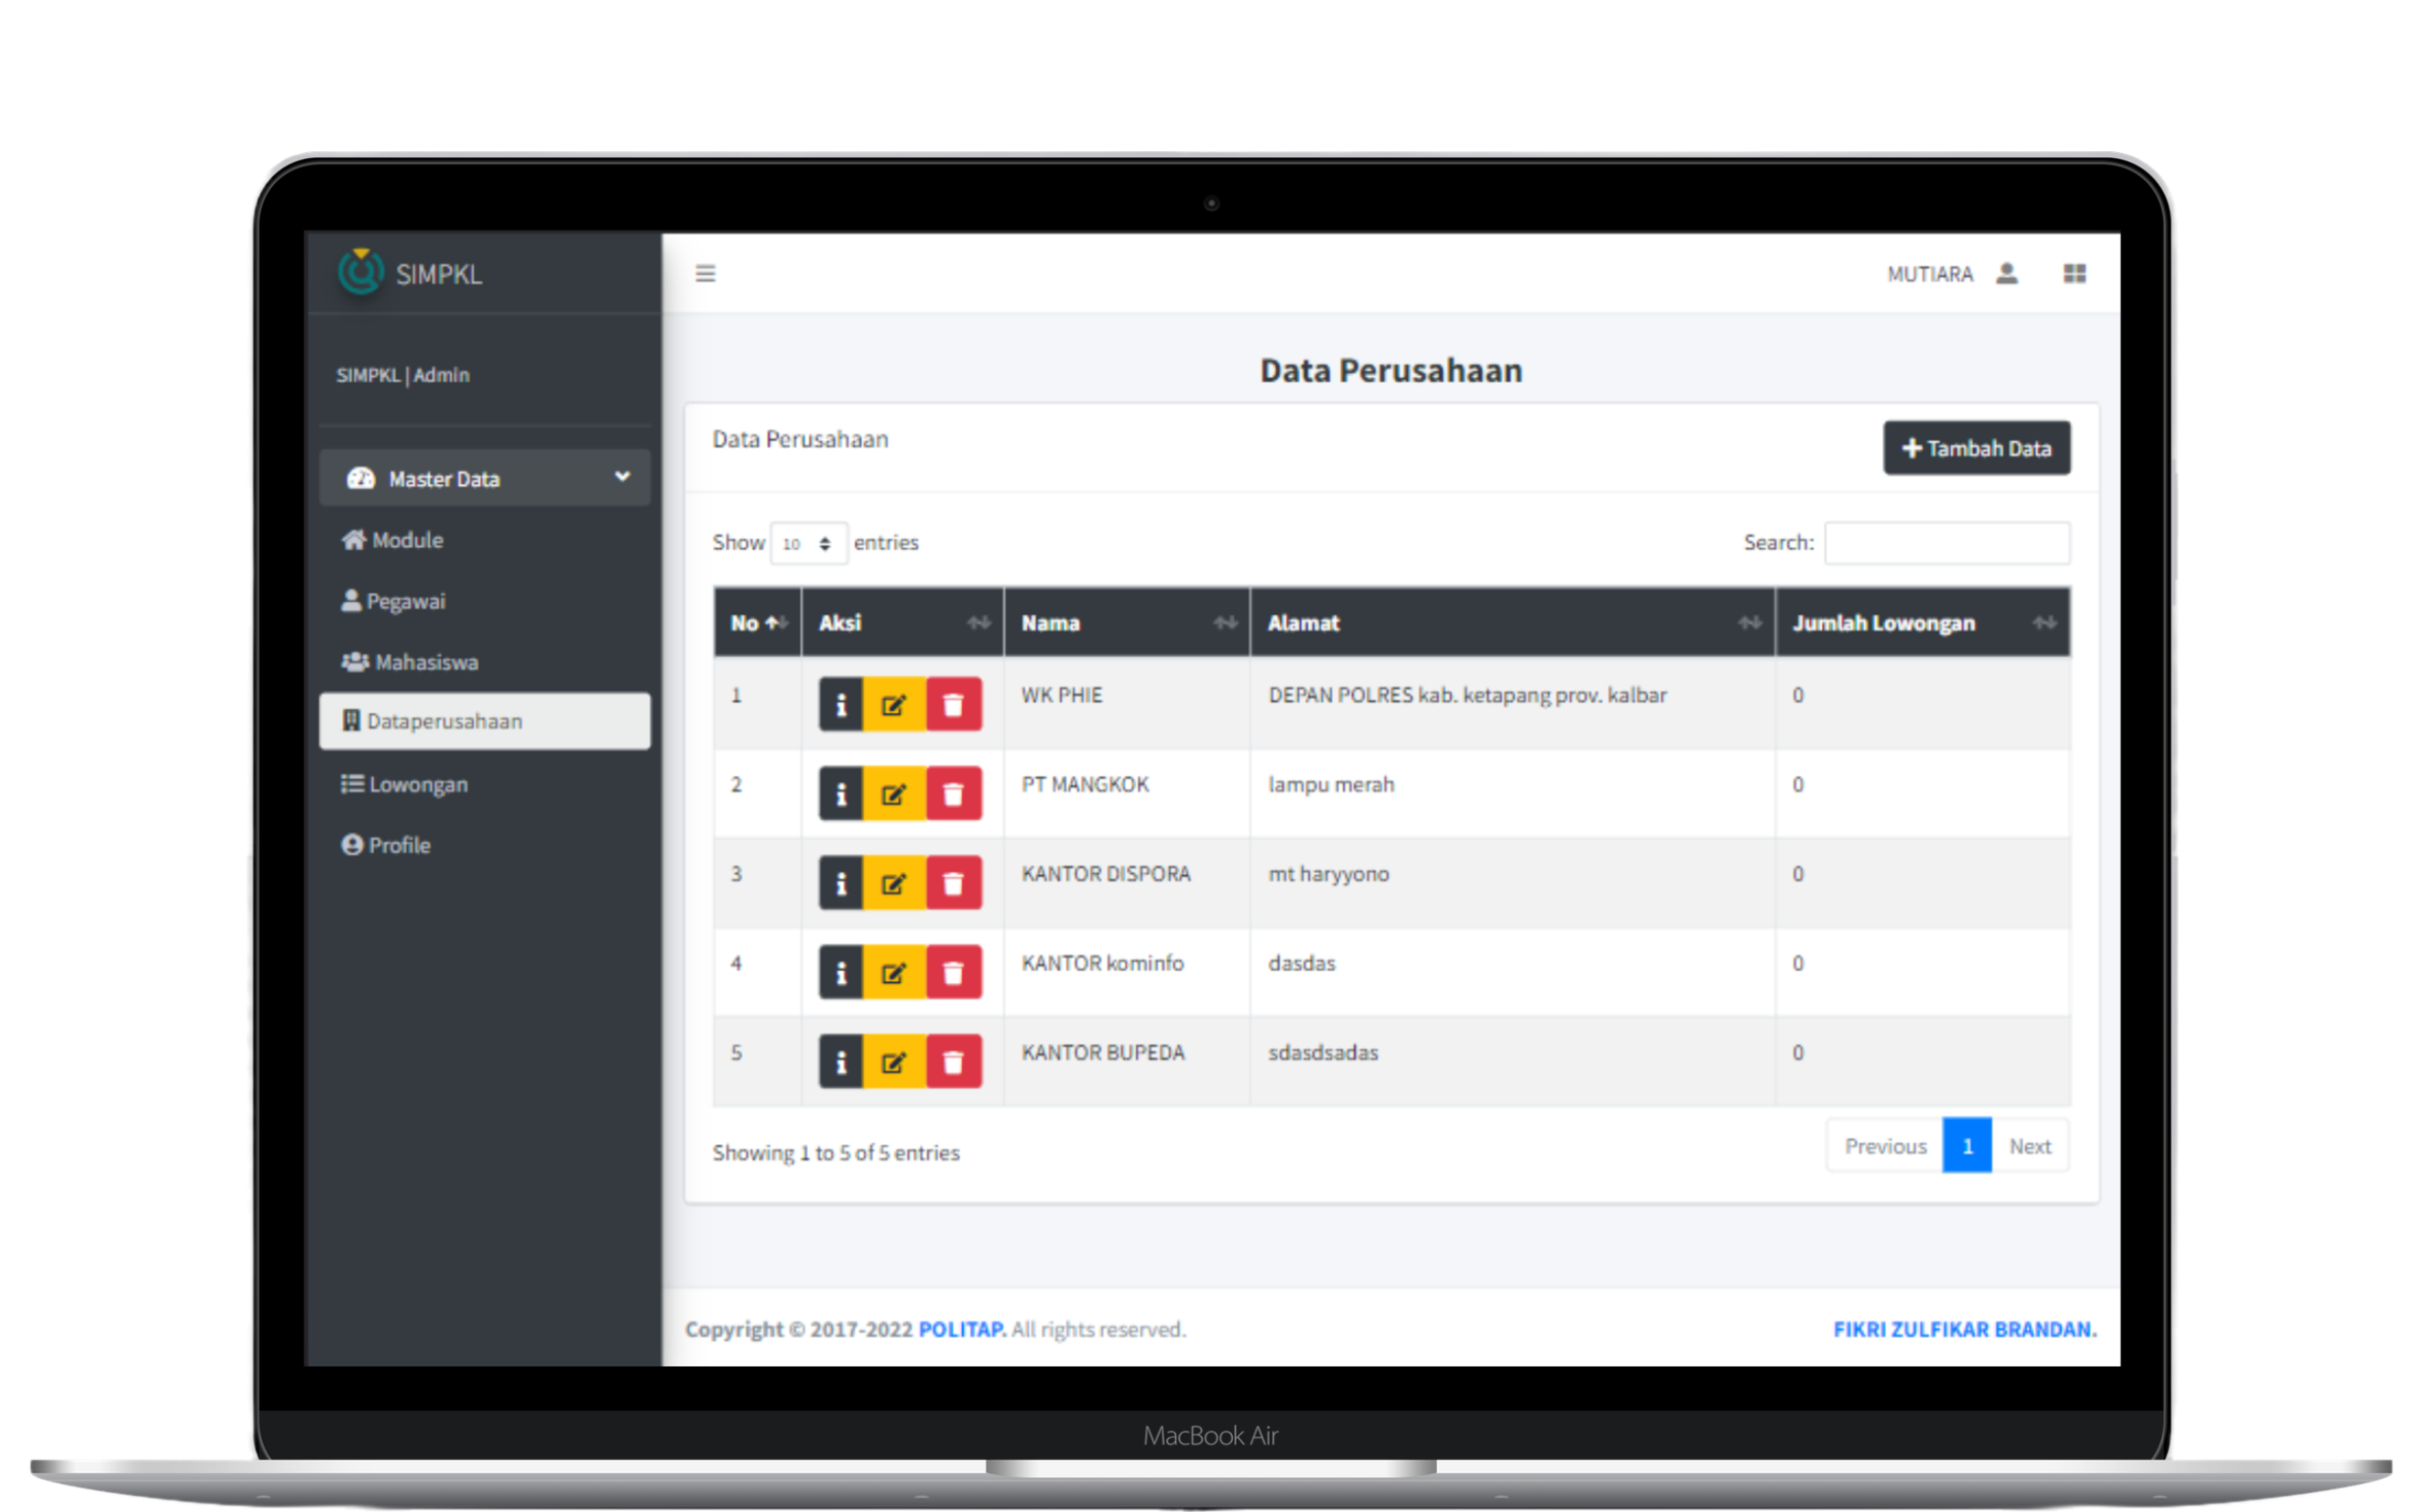 SIMPKL
MUTIARA
SIMPKL | Admin
Master Data
Module
Pegawai
Mahasiswa
Dataperusahaan
Lowongan
Profile
Data Perusahaan
Data Perusahaan
Tambah Data
Show 10 entries
Search:
No Aksi Nama Alamat Jumlah Lowongan
1 WK PHIE DEPAN POLRES kab. ketapang prov. kalbar 0
2 PT MANGKOK lampu merah 0
3 KANTOR DISPORA mt haryyono 0
4 KANTOR kominfo dasdas 0
5 KANTOR BUPEDA sdasdsadas 0
Showing 1 to 5 of 5 entries
Previous 1 Next
Copyright © 2017-2022 POLITAP. All rights reserved.
FIKRI ZULFIKAR BRANDAN.
MacBook Air